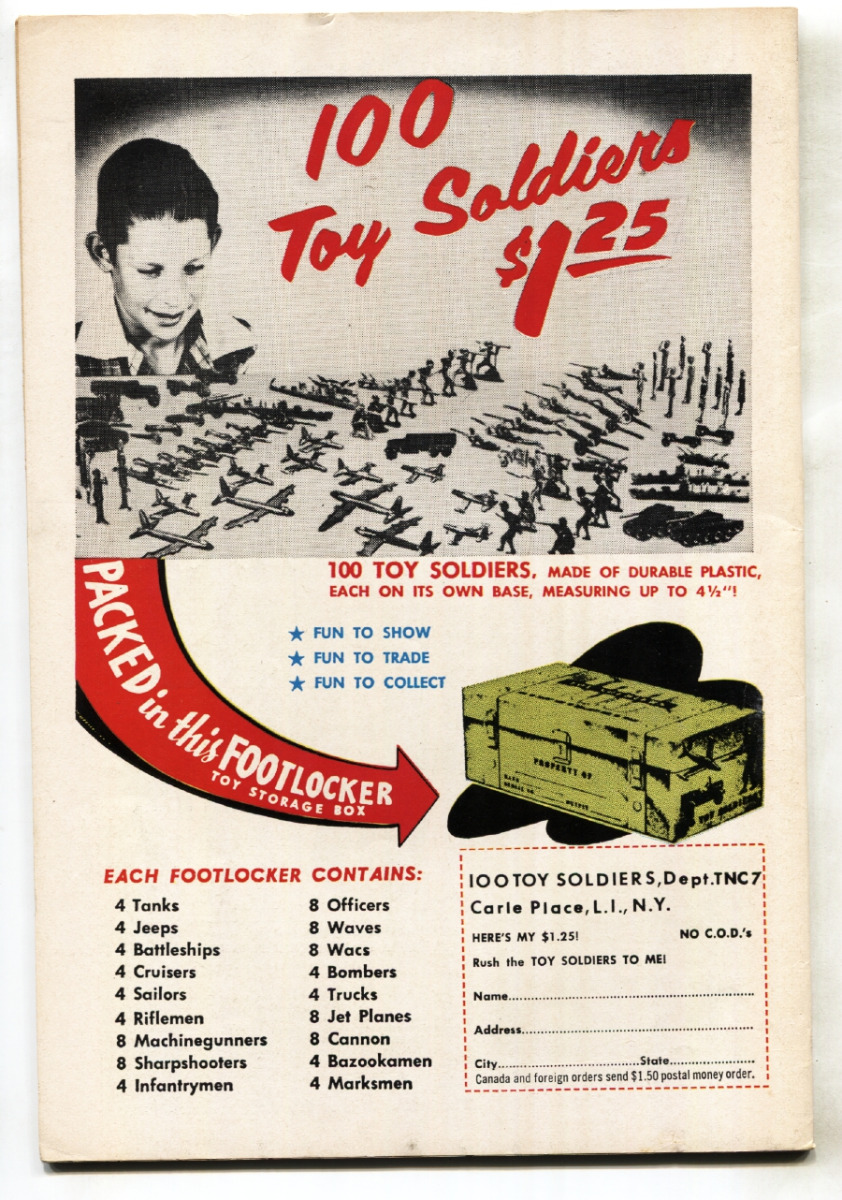 100
Toy Soldiers
$1.25
100 TOY SOLDIERS, MADE OF DURABLE PLASTIC,
EACH ON ITS OWN BASE, MEASURING UP TO 4½"!
★ FUN TO SHOW
★ FUN TO TRADE
★ FUN TO COLLECT
PACKED in this FOOTLOCKER
TOY STORAGE BOX
PROPERTY OF
NAME
SERIAL NO
TOY SOLDIERS
EACH FOOTLOCKER CONTAINS:
4 Tanks
4 Jeeps
4 Battleships
4 Cruisers
4 Sailors
4 Riflemen
8 Machinegunners
8 Sharpshooters
4 Infantrymen
8 Officers
8 Waves
8 Wacs
4 Bombers
4 Trucks
8 Jet Planes
8 Cannon
4 Bazookamen
4 Marksmen
100 TOY SOLDIERS, Dept. TNC7
Carle Place, L.I., N.Y.
HERE'S MY $1.25! NO C.O.D.'s
Rush the TOY SOLDIERS TO ME!
Name
Address
City State
Canada and foreign orders send $1.50 postal money order.